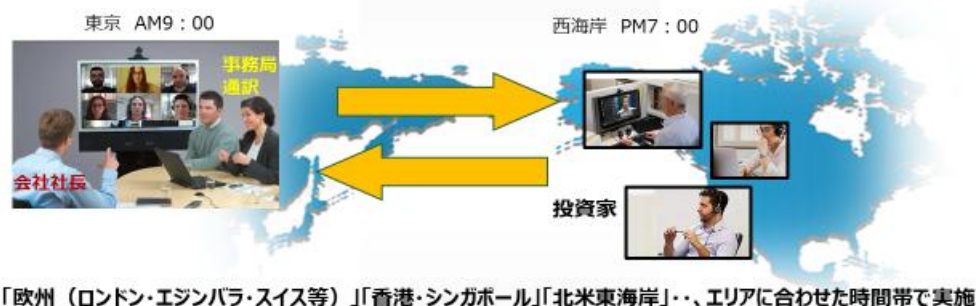 東京 AM9：00
西海岸 PM7：00
事務局
通訳
会社社長
投資家
「欧州（ロンドン・エジンバラ・スイス等）」「香港・シンガポール」「北米東海岸」・・、エリアに合わせた時間帯で実施